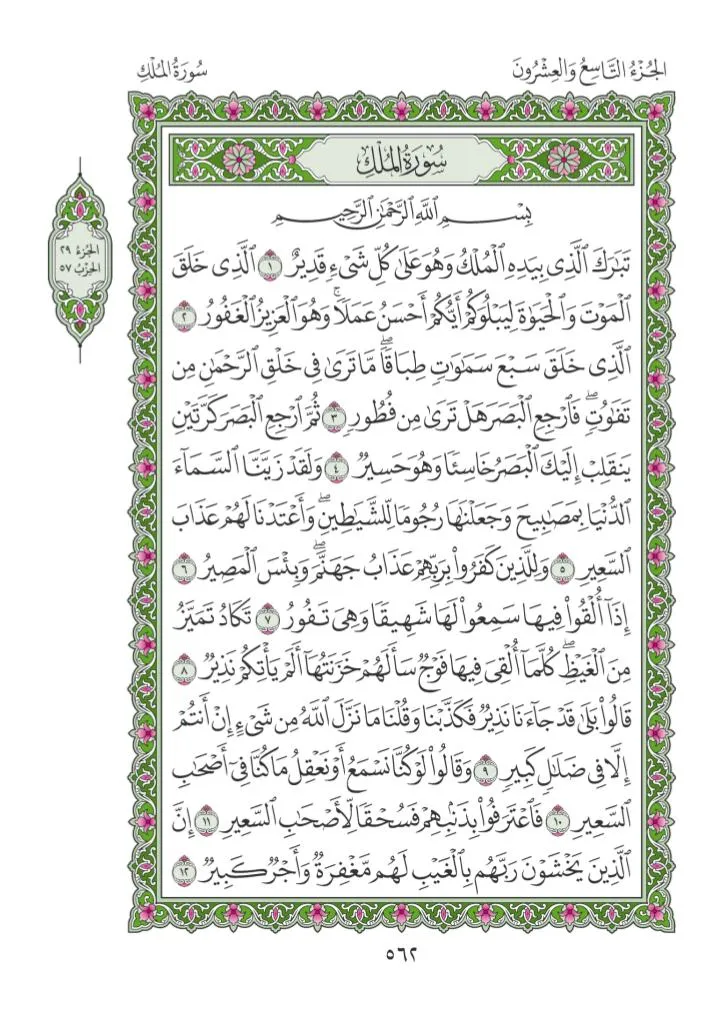 الجُزْءُ التَّاسِعُ وَالعِشْرُونَ
سُورَةُ المُلْكِ
سُورَةُ المُلْكِ
الجُزْءُ ٢٩
الحِزْبُ ٥٧
بِسْمِ ٱللَّهِ ٱلرَّحْمَٰنِ ٱلرَّحِيمِ
تَبَٰرَكَ ٱلَّذِى بِيَدِهِ ٱلْمُلْكُ وَهُوَ عَلَىٰ كُلِّ شَىْءٍ قَدِيرٌ ١ ٱلَّذِى خَلَقَ
ٱلْمَوْتَ وَٱلْحَيَوٰةَ لِيَبْلُوَكُمْ أَيُّكُمْ أَحْسَنُ عَمَلًا ۚ وَهُوَ ٱلْعَزِيزُ ٱلْغَفُورُ ٢
ٱلَّذِى خَلَقَ سَبْعَ سَمَٰوَٰتٍ طِبَاقًا ۖ مَّا تَرَىٰ فِى خَلْقِ ٱلرَّحْمَٰنِ مِن
تَفَٰوُتٍ ۖ فَٱرْجِعِ ٱلْبَصَرَ هَلْ تَرَىٰ مِن فُطُورٍ ٣ ثُمَّ ٱرْجِعِ ٱلْبَصَرَ كَرَّتَيْنِ
يَنقَلِبْ إِلَيْكَ ٱلْبَصَرُ خَاسِئًا وَهُوَ حَسِيرٌ ٤ وَلَقَدْ زَيَّنَّا ٱلسَّمَآءَ
ٱلدُّنْيَا بِمَصَٰبِيحَ وَجَعَلْنَٰهَا رُجُومًا لِّلشَّيَٰطِينِ ۖ وَأَعْتَدْنَا لَهُمْ عَذَابَ
ٱلسَّعِيرِ ٥ وَلِلَّذِينَ كَفَرُوا۟ بِرَبِّهِمْ عَذَابُ جَهَنَّمَ ۖ وَبِئْسَ ٱلْمَصِيرُ ٦
إِذَآ أُلْقُوا۟ فِيهَا سَمِعُوا۟ لَهَا شَهِيقًا وَهِىَ تَفُورُ ٧ تَكَادُ تَمَيَّزُ
مِنَ ٱلْغَيْظِ ۖ كُلَّمَآ أُلْقِىَ فِيهَا فَوْجٌ سَأَلَهُمْ خَزَنَتُهَآ أَلَمْ يَأْتِكُمْ نَذِيرٌ ٨
قَالُوا۟ بَلَىٰ قَدْ جَآءَنَا نَذِيرٌ فَكَذَّبْنَا وَقُلْنَا مَا نَزَّلَ ٱللَّهُ مِن شَىْءٍ إِنْ أَنتُمْ
إِلَّا فِى ضَلَٰلٍ كَبِيرٍ ٩ وَقَالُوا۟ لَوْ كُنَّا نَسْمَعُ أَوْ نَعْقِلُ مَا كُنَّا فِىٓ أَصْحَٰبِ
ٱلسَّعِيرِ ١٠ فَٱعْتَرَفُوا۟ بِذَنۢبِهِمْ فَسُحْقًا لِّأَصْحَٰبِ ٱلسَّعِيرِ ١١ إِنَّ
ٱلَّذِينَ يَخْشَوْنَ رَبَّهُم بِٱلْغَيْبِ لَهُم مَّغْفِرَةٌ وَأَجْرٌ كَبِيرٌ ١٢
٥٦٢